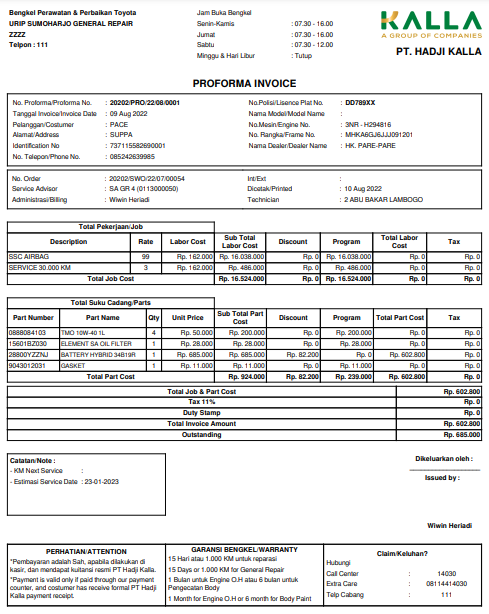 Bengkel Perawatan & Perbaikan Toyota
URIP SUMOHARJO GENERAL REPAIR
ZZZZ
Telpon : 111
Jam Buka Bengkel
Senin-Kamis : 07.30 - 16.00
Jumat : 07.30 - 16.00
Sabtu : 07.30 - 12.00
Minggu & Hari Libur : Tutup
KALLA
A GROUP OF COMPANIES
PT. HADJI KALLA
PROFORMA INVOICE
No. Proforma/Proforma No. : 20202/PRO/22/08/0001
Tanggal Invoice/Invoice Date : 09 Aug 2022
Pelanggan/Costumer : PACE
Alamat/Address : SUPPA
Identification No : 737115582690001
No. Telepon/Phone No. : 085242639985
No.Polisi/Lisence Plat No. : DD789XX
Nama Model/Model Name :
No.Mesin/Engine No. : 3NR - H294816
No. Rangka/Frame No. : MHKA6GJ6JJJ091201
Nama Dealer/Dealer Name : HK. PARE-PARE
No. Order : 20202/SWO/22/07/00054
Service Advisor : SA GR 4 (0113000050)
Administrasi/Billing : Wiwin Heriadi
Int/Ext :
Dicetak/Printed : 10 Aug 2022
Technician : 2 ABU BAKAR LAMBOGO
Total Pekerjaan/Job
Description Rate Labor Cost Sub Total Labor Cost Discount Program Total Labor Cost Tax
SSC AIRBAG 99 Rp. 162.000 Rp. 16.038.000 Rp. 0 Rp. 16.038.000 Rp. 0 Rp. 0
SERVICE 30.000 KM 3 Rp. 162.000 Rp. 486.000 Rp. 0 Rp. 486.000 Rp. 0 Rp. 0
Total Job Cost Rp. 16.524.000 Rp. 0 Rp. 16.524.000 Rp. 0 Rp. 0
Total Suku Cadang/Parts
Part Number Part Name Qty Unit Price Sub Total Part Cost Discount Program Total Part Cost Tax
0888084103 TMO 10W-40 1L 4 Rp. 50.000 Rp. 200.000 Rp. 0 Rp. 200.000 Rp. 0 Rp. 0
15601BZ030 ELEMENT SA OIL FILTER 1 Rp. 28.000 Rp. 28.000 Rp. 0 Rp. 28.000 Rp. 0 Rp. 0
28800YZZNJ BATTERY HYBRID 34B19R 1 Rp. 685.000 Rp. 685.000 Rp. 82.200 Rp. 0 Rp. 602.800 Rp. 0
9043012031 GASKET 1 Rp. 11.000 Rp. 11.000 Rp. 0 Rp. 11.000 Rp. 0 Rp. 0
Total Part Cost Rp. 924.000 Rp. 82.200 Rp. 239.000 Rp. 602.800 Rp. 0
Total Job & Part Cost Rp. 602.800
Tax 11% Rp. 0
Duty Stamp Rp. 0
Total Invoice Amount Rp. 602.800
Outstanding Rp. 685.000
Catatan/Note :
- KM Next Service :
- Estimasi Service Date : 23-01-2023
Dikeluarkan oleh :
Issued by :
Wiwin Heriadi
PERHATIAN/ATTENTION
*Pembayaran adalah Sah, apabila dilakukan di
kasir, dan mendapat kuitansi resmi PT Hadji Kalla.
*Payment is valid only if paid through our payment
counter, and costumer has receive formal PT Hadji
Kalla payment receipt.
GARANSI BENGKEL/WARRANTY
15 Hari atau 1.000 KM untuk reparasi
15 Days or 1.000 KM for General Repair
1 Bulan untuk Engine O.H atau 6 bulan untuk
Pengecatan Body
1 Month for Engine O.H or 6 month for Body Paint
Claim/Keluhan?
Hubungi
Call Center : 14030
Extra Care : 08114414030
Telp Cabang : 111